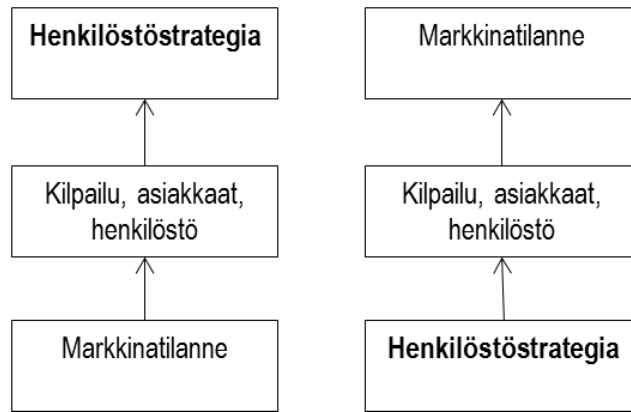 Henkilöstöstrategia
Kilpailu, asiakkaat,
henkilöstö
Markkinatilanne
Markkinatilanne
Kilpailu, asiakkaat,
henkilöstö
Henkilöstöstrategia